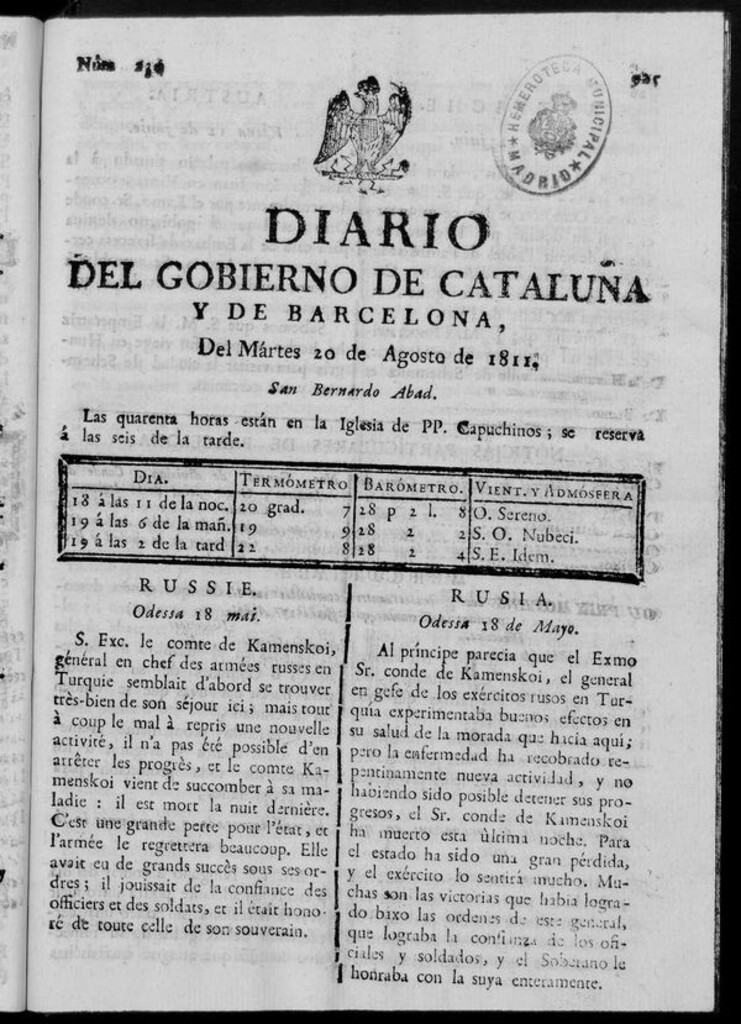 Núm
HEMEROTECA MUNICIPAL
MADRID
DIARIO
DEL GOBIERNO DE CATALUÑA
Y DE BARCELONA,
Del Mártes 20 de Agosto de 1811.
San Bernardo Abad.
Las quarenta horas están en la Iglesia de PP. Capuchinos; se reserva
á las seis de la tarde.
DIA. TERMÓMETRO BARÓMETRO. VIENT. Y ADMÓSFERA
18 á las 11 de la noc. 20 grad. 7 28 p 2 l. 8 O. Sereno.
19 á las 6 de la mañ. 19 9 28 2 2 S. O. Nubeci.
19 á las 2 de la tard 22 8 28 2 4 S. E. Idem.
RUSSIE.
Odessa 18 mai.
S. Exc. le comte de Kamenskoi,
général en chef des armées russes en
Turquie semblait d'abord se trouver
très-bien de son séjour ici; mais tout
à coup le mal à repris une nouvelle
activité, il n'a pas été possible d'en
arrêter les progrès, et le comte Ka-
menskoi vient de succomber à sa ma-
ladie : il est mort la nuit dernière.
C'est une grande perte pour l'état, et
l'armée le regrettera beaucoup. Elle
avait eu de grands succès sous ses or-
dres; il jouissait de la confiance des
officiers et des soldats, et il était hono-
ré de toute celle de son souverain.
RUSIA.
Odessa 18 de Mayo.
Al príncipe parecia que el Exmo
Sr. conde de Kamenskoi, el general
en gefe de los exércitos rusos en Tur-
quía experimentaba buenos efectos en
su salud de la morada que hacia aquí;
pero la enfermedad ha recobrado re-
pentinamente nueva actividad, y no
habiendo sido posible detener sus pro-
gresos, el Sr. conde de Kamenskoi
ha muerto esta ùltima noche. Para
el estado ha sido una gran pérdida,
y el exército lo sentirá mucho. Mu-
chas son las victorias que habia logra-
do baxo las ordenes de este general,
que lograba la confianza de los ofi-
ciales y soldados, y el Soberano le
honraba con la suya enteramente.